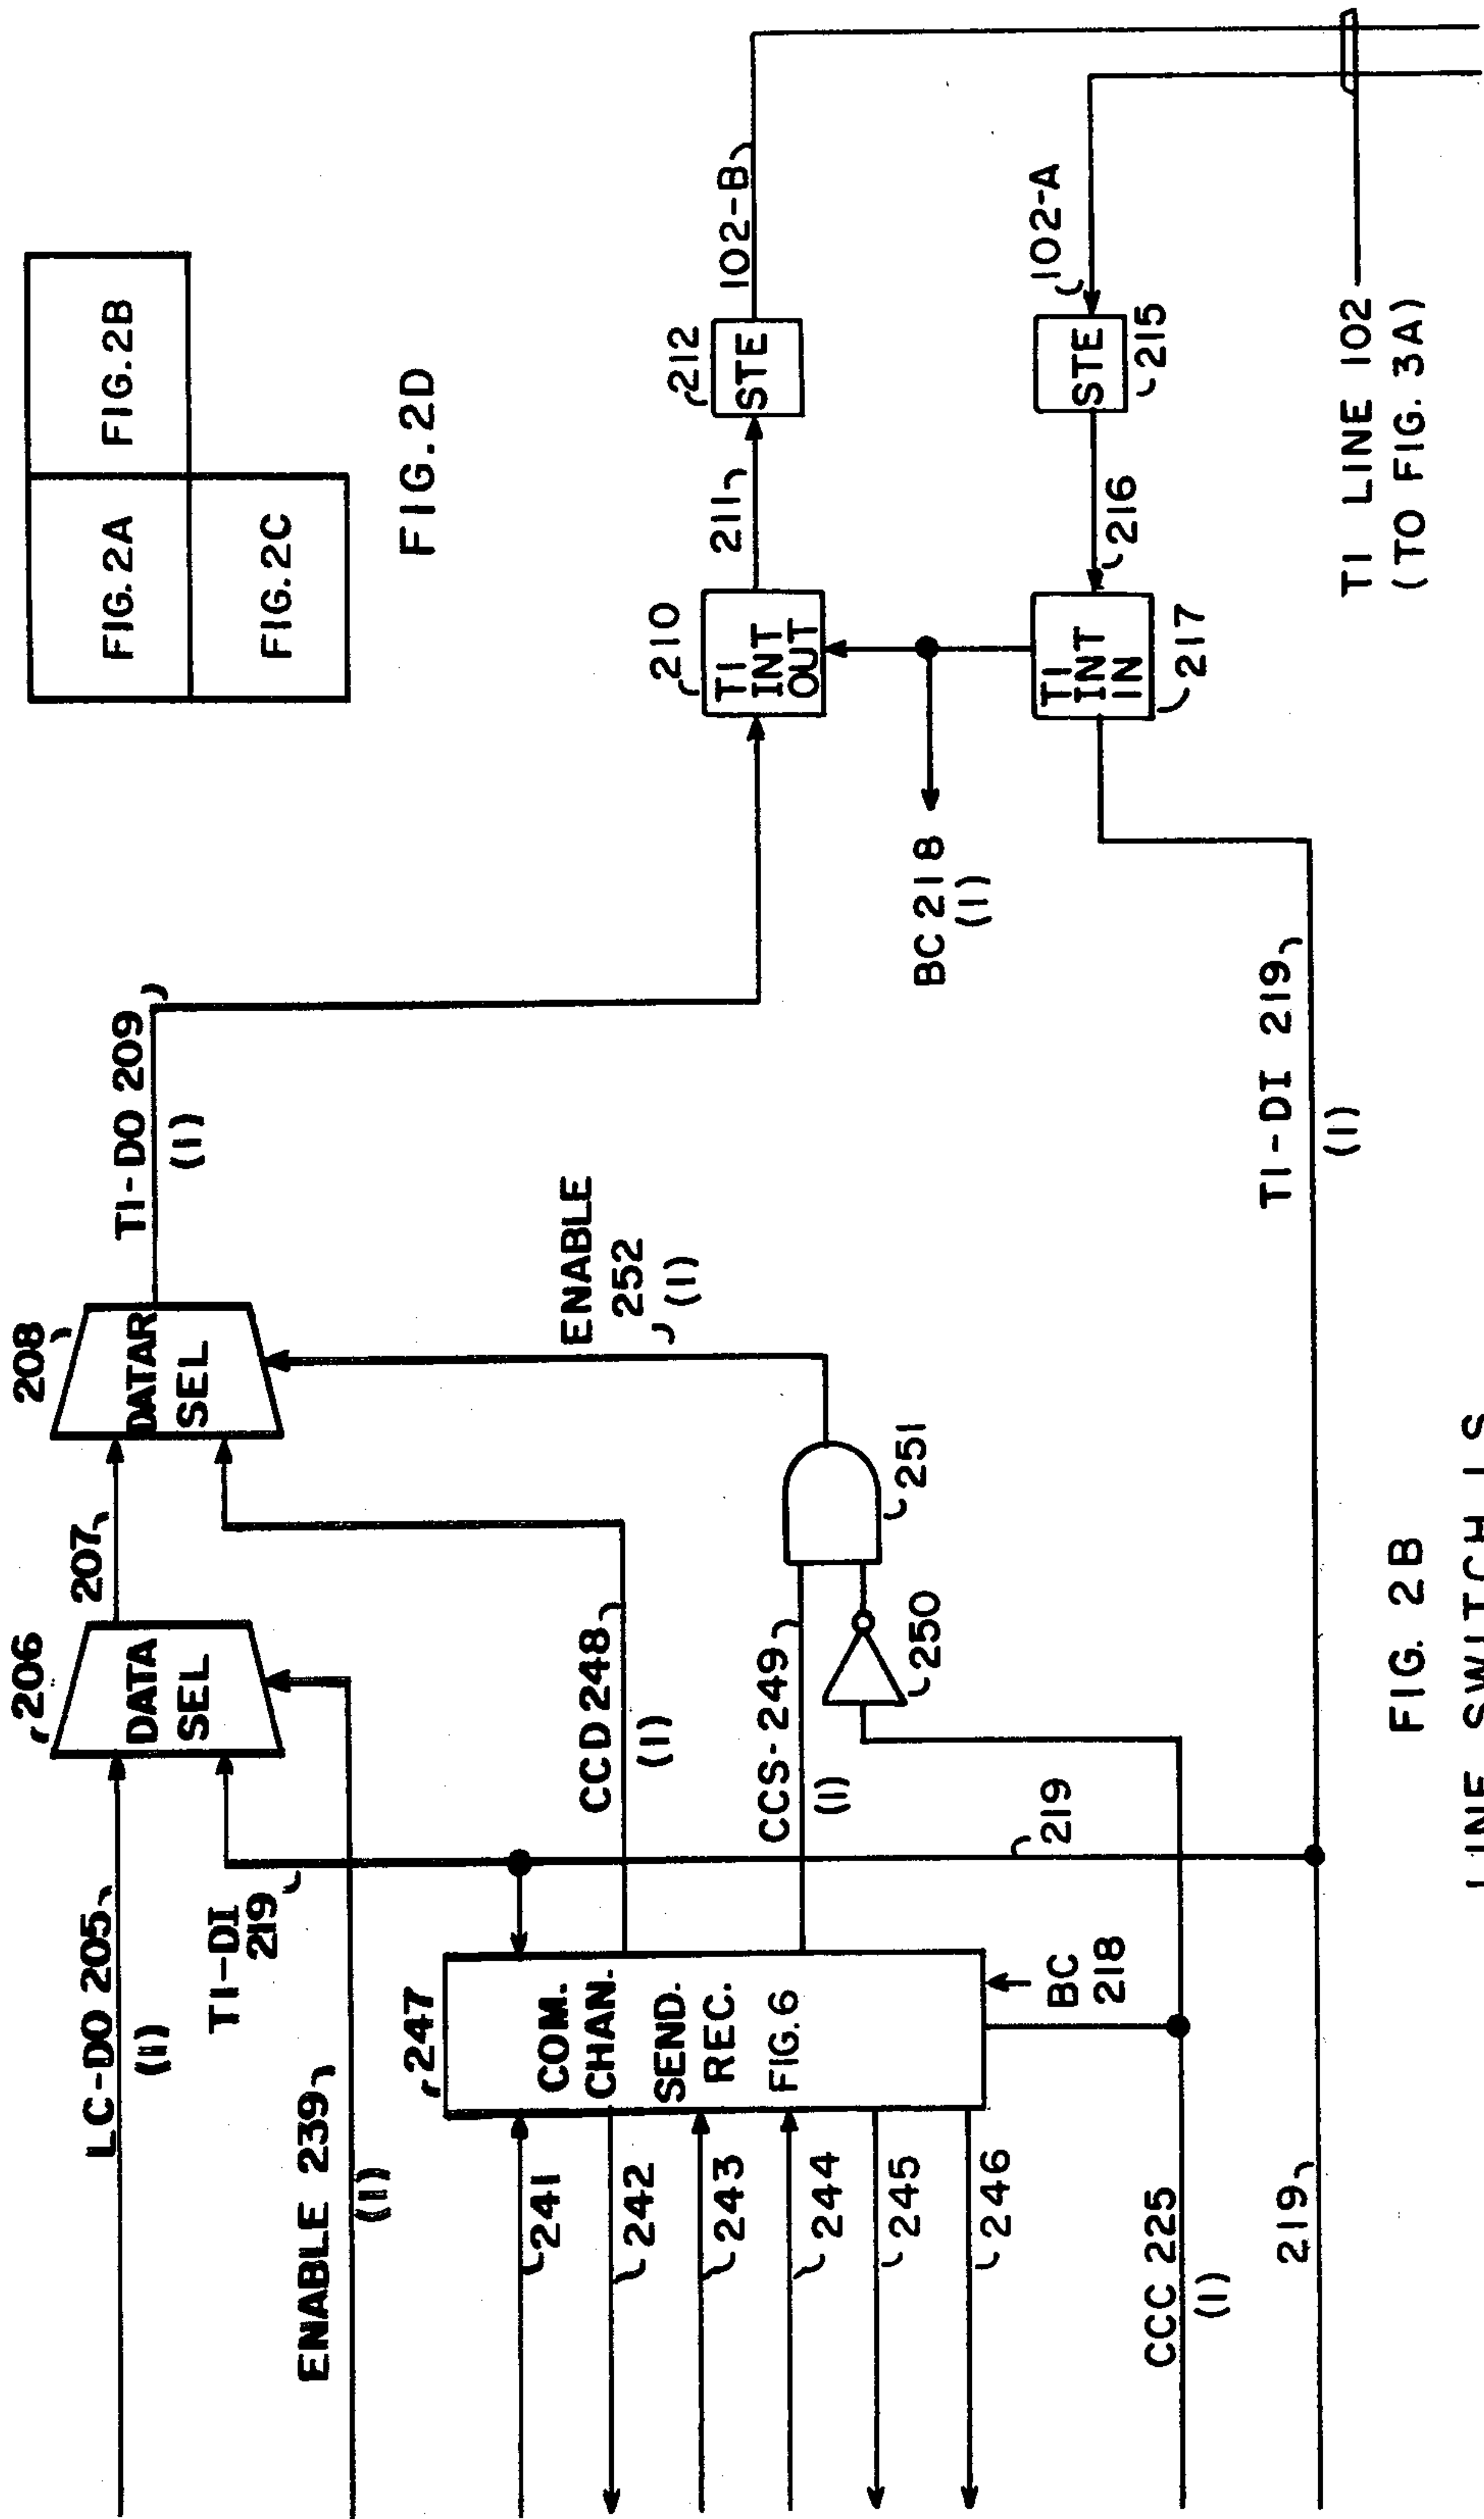 FIG.2A
FIG.2B
FIG.2C
FIG.2D
206
DATA
SEL
207
208
DATAR
SEL
LC-DO 205
(1)
T1-DI
219
ENABLE 239
(1)
T1-DO 209
(1)
247
COM.
CHAN.
SEND.
REC.
FIG.6
241
242
243
244
245
246
CCD 248
(1)
CCS-249
(1)
BC
218
250
251
ENABLE
252
(1)
CCC 225
(1)
219
219
T1-DI 219
(1)
210
T1
INT
OUT
211
212
STE
102-B
BC 218
(1)
T1
INT
IN
217
216
STE
215
102-A
T1 LINE 102
(TO FIG. 3A)
FIG. 2B
LINE SWITCH LS